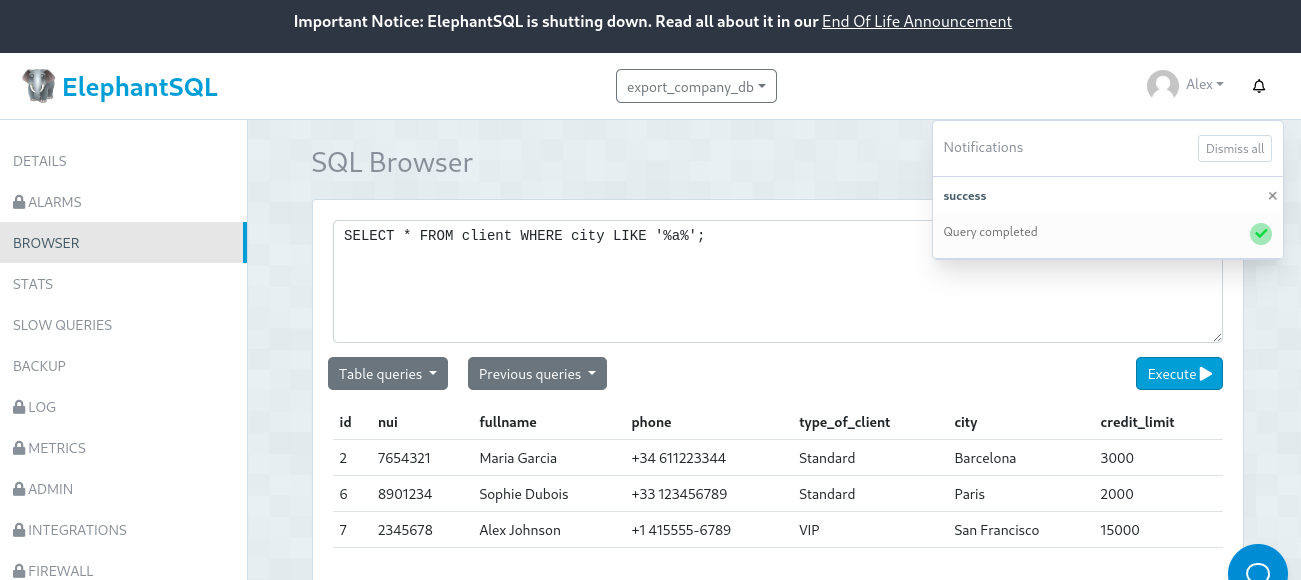 Important Notice: ElephantSQL is shutting down. Read all about it in our End Of Life Announcement
ElephantSQL
export_company_db
Alex
DETAILS
ALARMS
BROWSER
STATS
SLOW QUERIES
BACKUP
LOG
METRICS
ADMIN
INTEGRATIONS
FIREWALL
SQL Browser
Notifications Dismiss all
success ×
Query completed
SELECT * FROM client WHERE city LIKE '%a%';
Table queries Previous queries Execute
id nui fullname phone type_of_client city credit_limit
2 7654321 Maria Garcia +34 611223344 Standard Barcelona 3000
6 8901234 Sophie Dubois +33 123456789 Standard Paris 2000
7 2345678 Alex Johnson +1 415555-6789 VIP San Francisco 15000